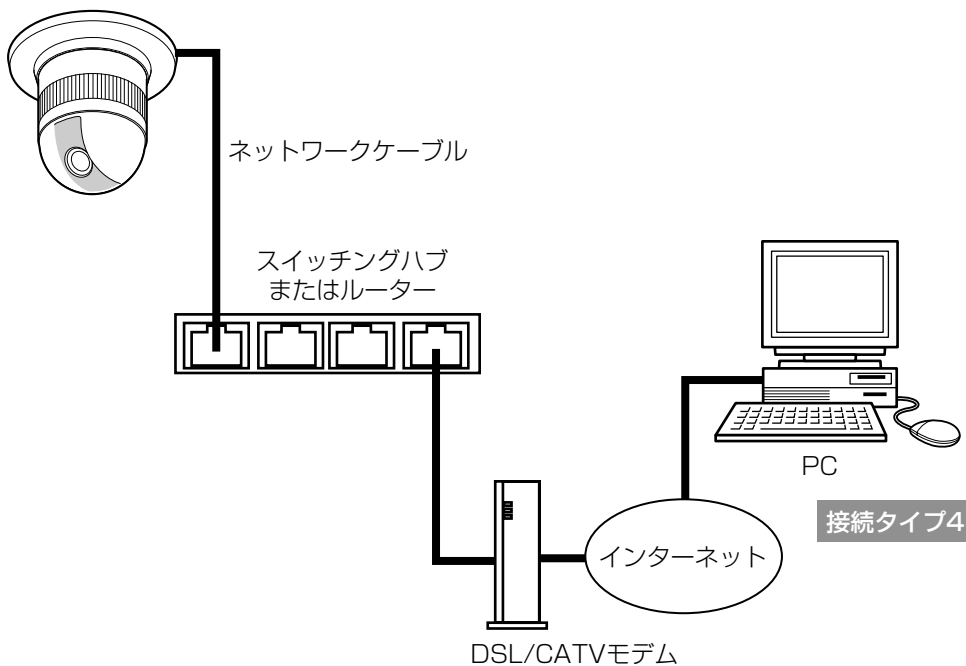 ネットワークケーブル
スイッチングハブ
またはルーター
PC
接続タイプ4
インターネット
DSL/CATVモデム